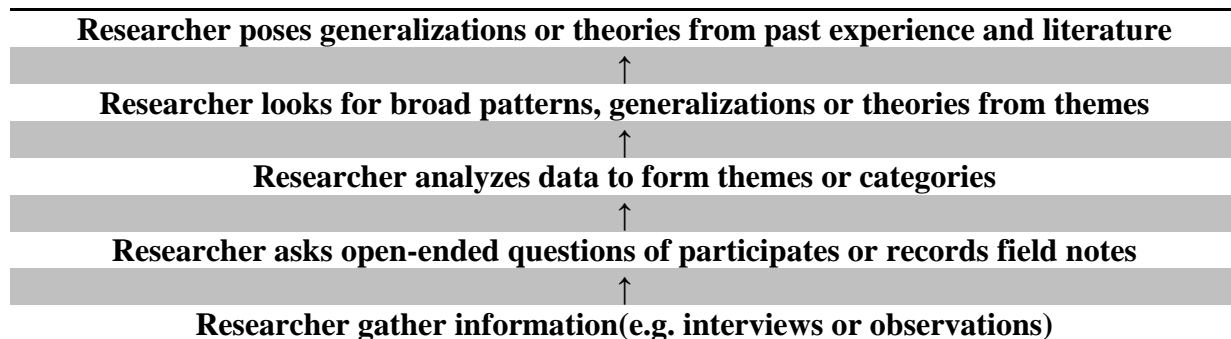 Researcher poses generalizations or theories from past experience and literature
↑
Researcher looks for broad patterns, generalizations or theories from themes
↑
Researcher analyzes data to form themes or categories
↑
Researcher asks open-ended questions of participates or records field notes
↑
Researcher gather information(e.g. interviews or observations)